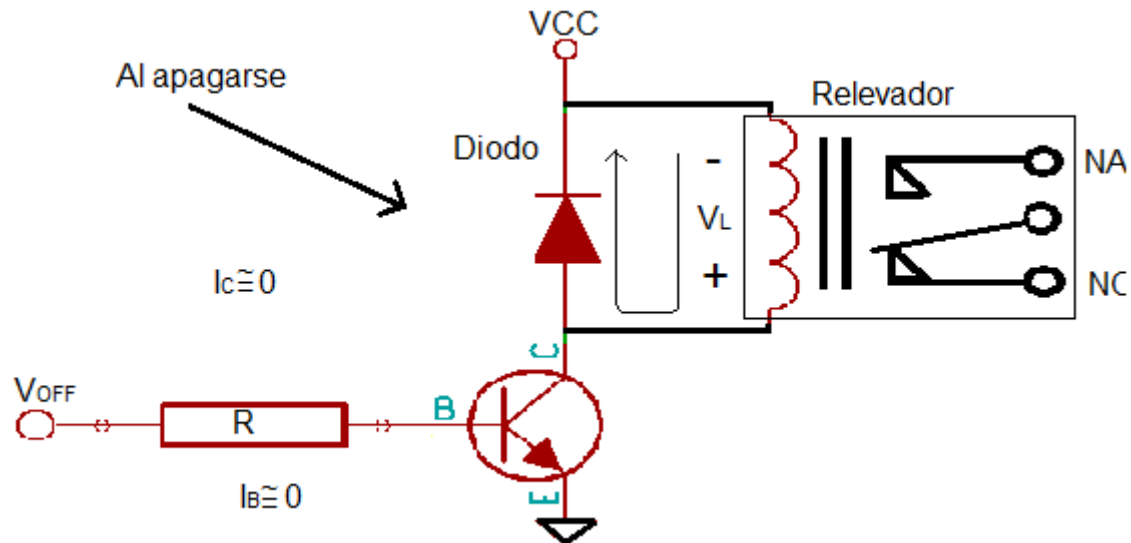 VCC
Al apagarse
Relevador
Diodo
-
NA
VL
+
IC≅0
NC
C
VOFF
B
R
E
IB≅0